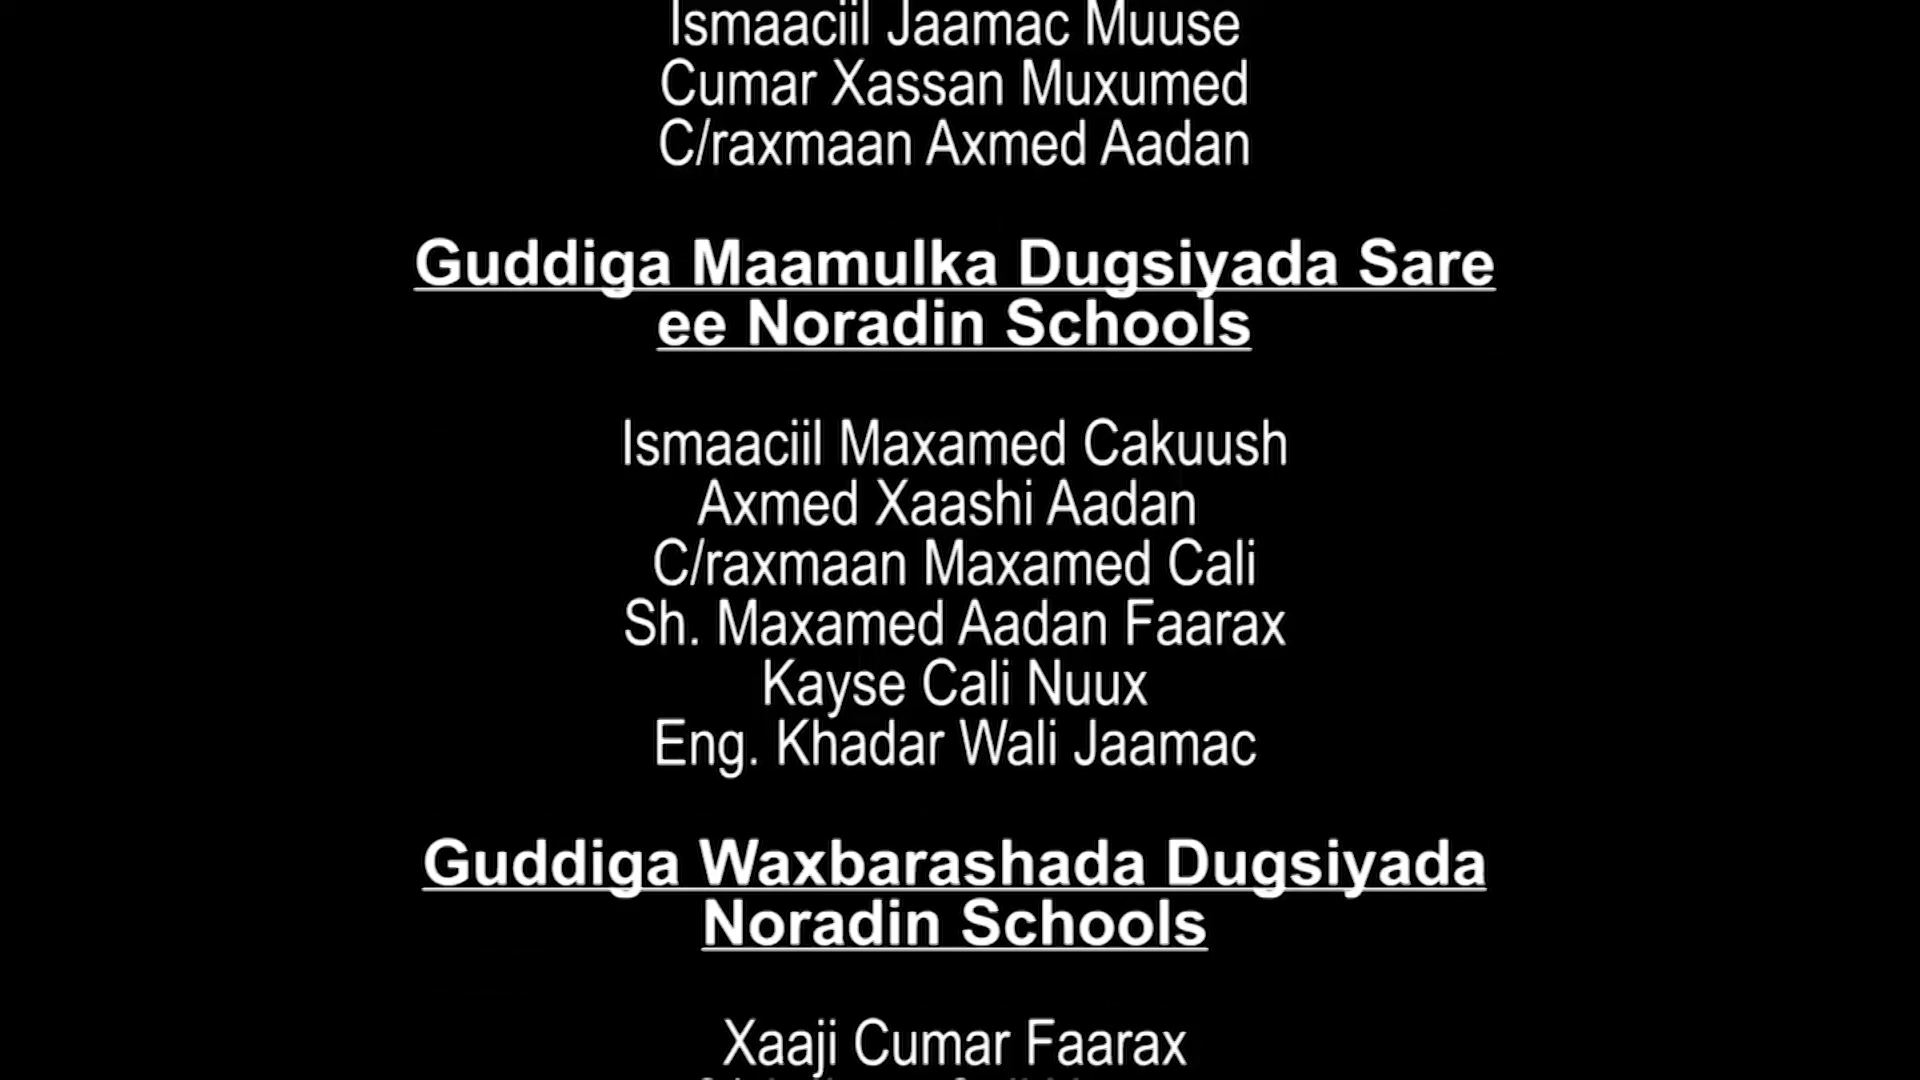 Ismaaciil Jaamac Muuse
Cumar Xassan Muxumed
C/raxmaan Axmed Aadan
Guddiga Maamulka Dugsiyada Sare
ee Noradin Schools
Ismaaciil Maxamed Cakuush
Axmed Xaashi Aadan
C/raxmaan Maxamed Cali
Sh. Maxamed Aadan Faarax
Kayse Cali Nuux
Eng. Khadar Wali Jaamac
Guddiga Waxbarashada Dugsiyada
Noradin Schools
Xaaji Cumar Faarax